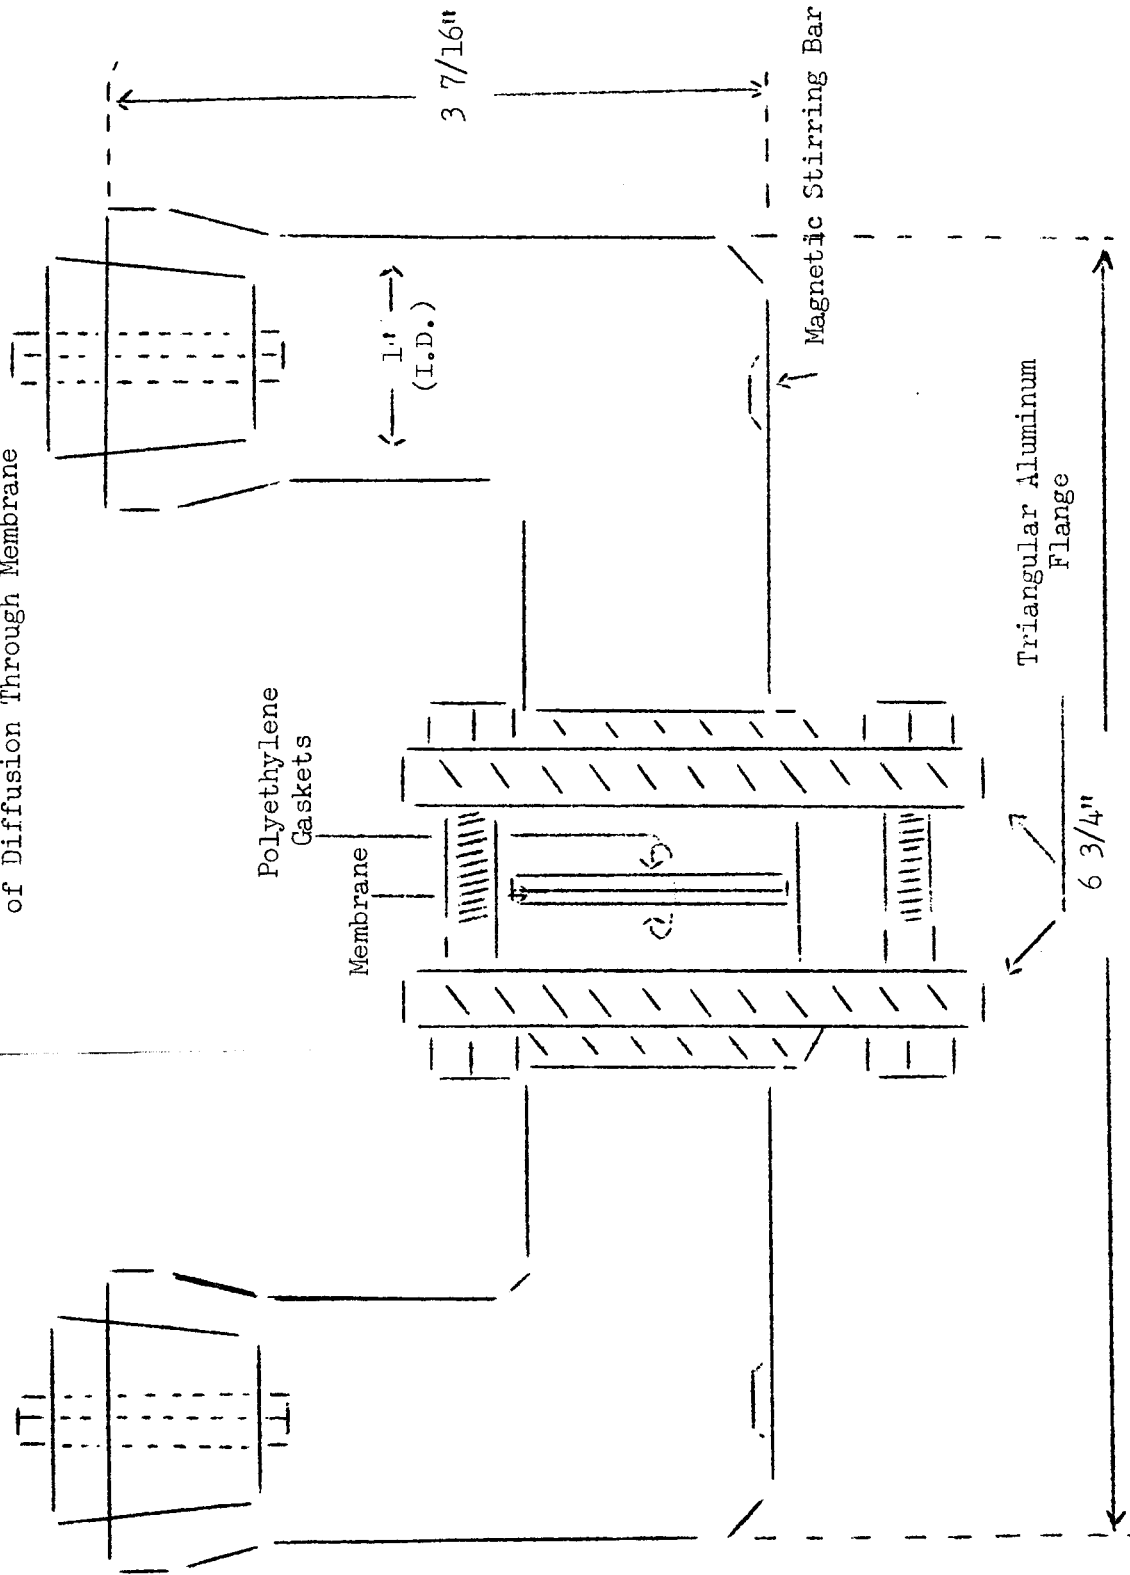 of Diffusion Through Membrane
3 7/16"
1"
(I.D.)
Magnetic Stirring Bar
Polyethylene
Gaskets
Membrane
Triangular Aluminum
Flange
6 3/4"